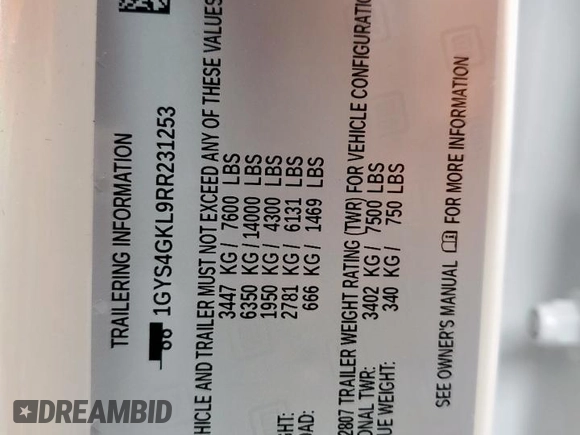 TRAILERING INFORMATION
66 1GYS4GKL9RR231253
HICLE AND TRAILER MUST NOT EXCEED ANY OF THESE VALUES
3447 KG / 7600 LBS
6350 KG / 14000 LBS
1950 KG / 4300 LBS
HT: 2781 KG / 6131 LBS
AD: 666 KG / 1469 LBS
2807 TRAILER WEIGHT RATING (TWR) FOR VEHICLE CONFIGURATION
ONAL TWR: 3402 KG / 7500 LBS
UE WEIGHT: 340 KG / 750 LBS
SEE OWNER'S MANUAL FOR MORE INFORMATION
DREAMBID